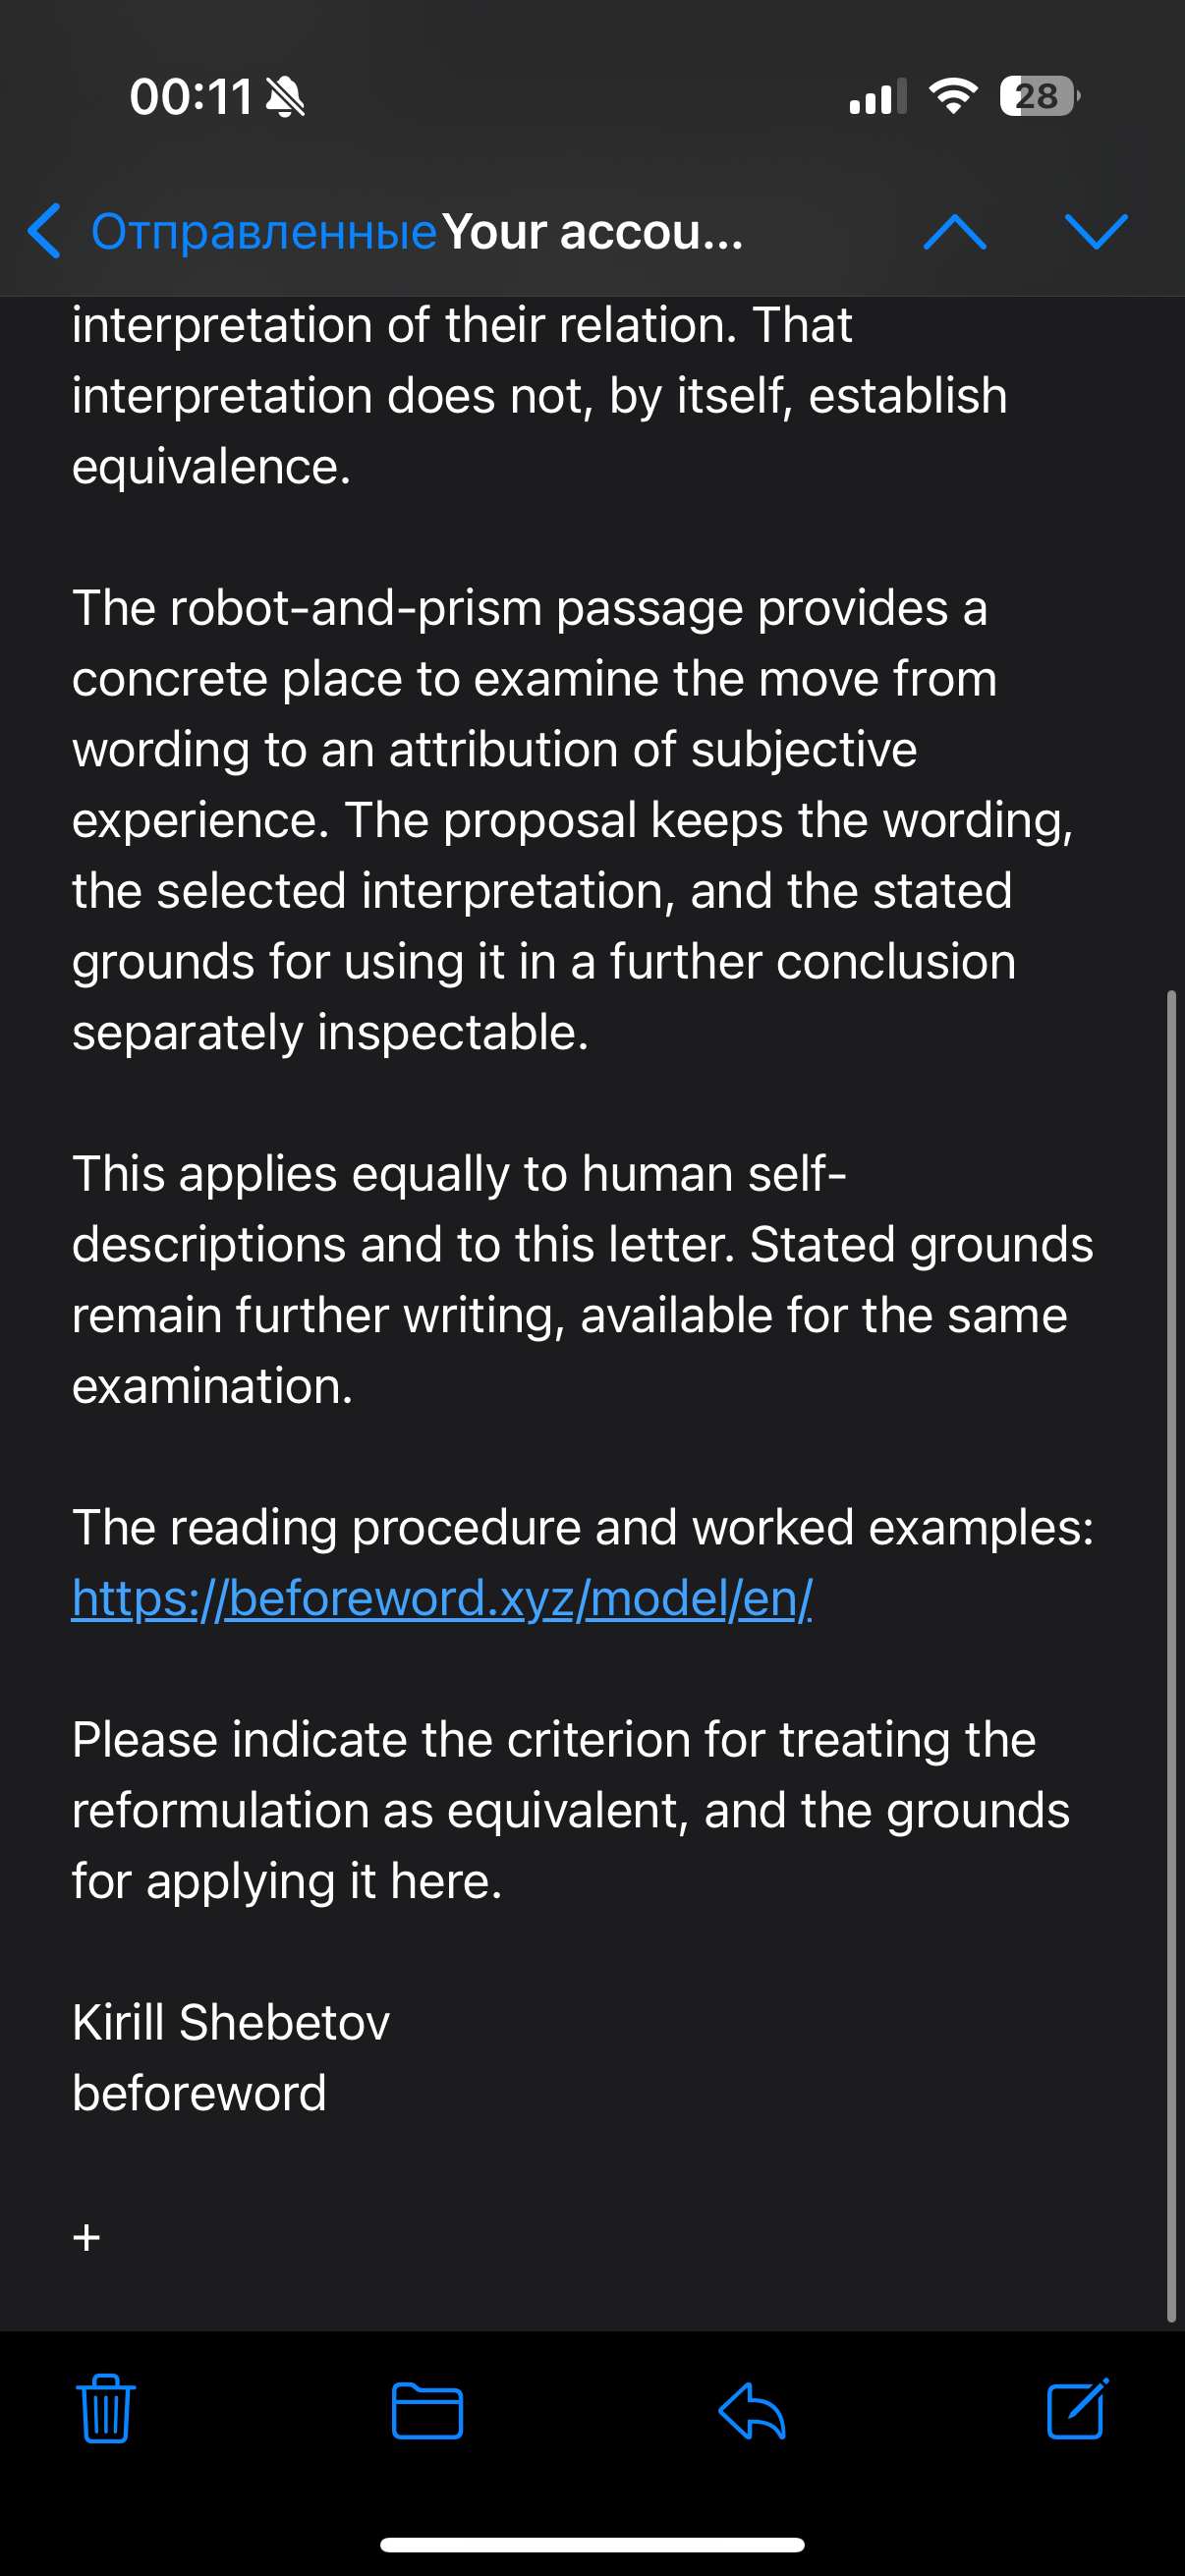 00:11
28
Отправленные Your accou...
interpretation of their relation. That
interpretation does not, by itself, establish
equivalence.
The robot-and-prism passage provides a
concrete place to examine the move from
wording to an attribution of subjective
experience. The proposal keeps the wording,
the selected interpretation, and the stated
grounds for using it in a further conclusion
separately inspectable.
This applies equally to human self-
descriptions and to this letter. Stated grounds
remain further writing, available for the same
examination.
The reading procedure and worked examples:
https://beforeword.xyz/model/en/
Please indicate the criterion for treating the
reformulation as equivalent, and the grounds
for applying it here.
Kirill Shebetov
beforeword
+